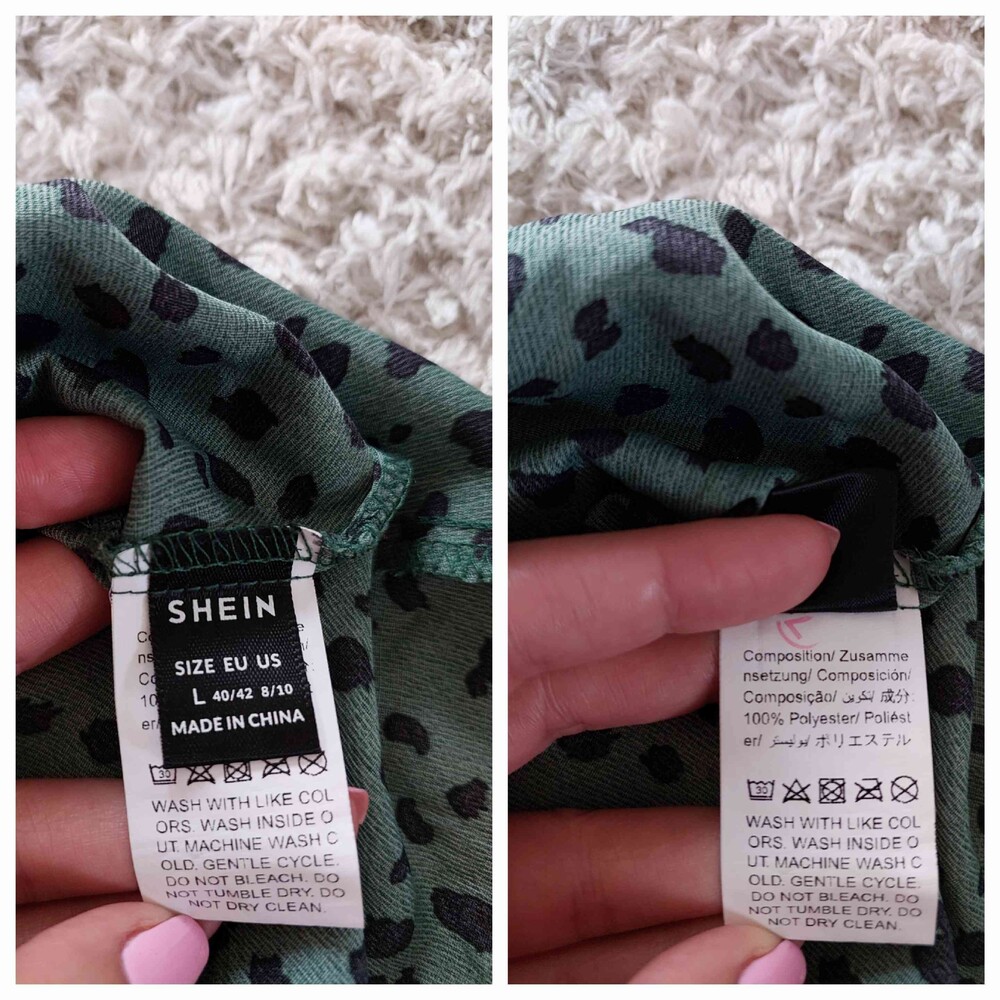 SHEIN
SIZE EU US
L 40/42 8/10
MADE IN CHINA
30
WASH WITH LIKE COL
ORS. WASH INSIDE O
UT. MACHINE WASH C
OLD. GENTLE CYCLE.
DO NOT BLEACH. DO
NOT TUMBLE DRY. DO
NOT DRY CLEAN.
Composition/ Zusamme
nsetzung/ Composición/
Composição/ تكوين/ 成分:
100% Polyester/ Poliést
er/ بوليستر/ ポリエステル
30
WASH WITH LIKE COL
ORS. WASH INSIDE O
UT. MACHINE WASH C
OLD. GENTLE CYCLE.
DO NOT BLEACH. DO
NOT TUMBLE DRY. DO
NOT DRY CLEAN.